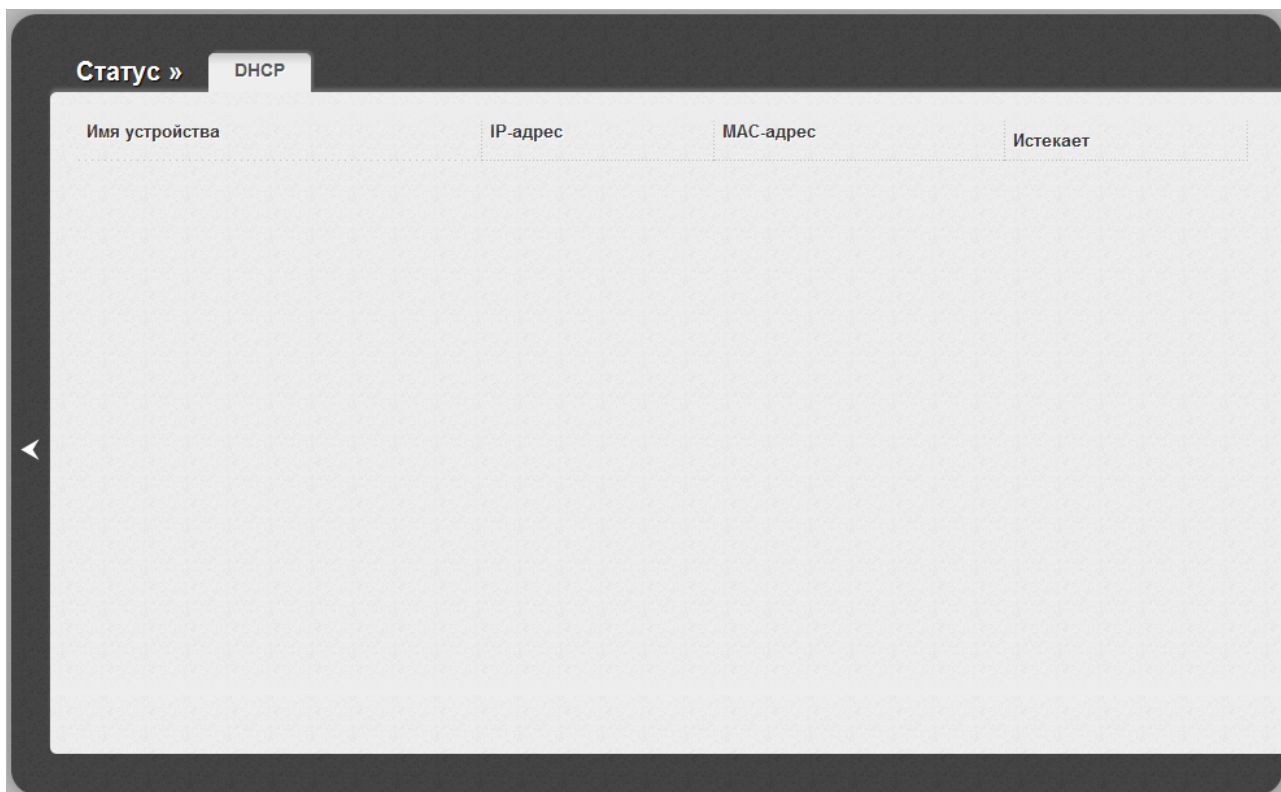 Статус »
DHCP
Имя устройства
IP-адрес
MAC-адрес
Истекает